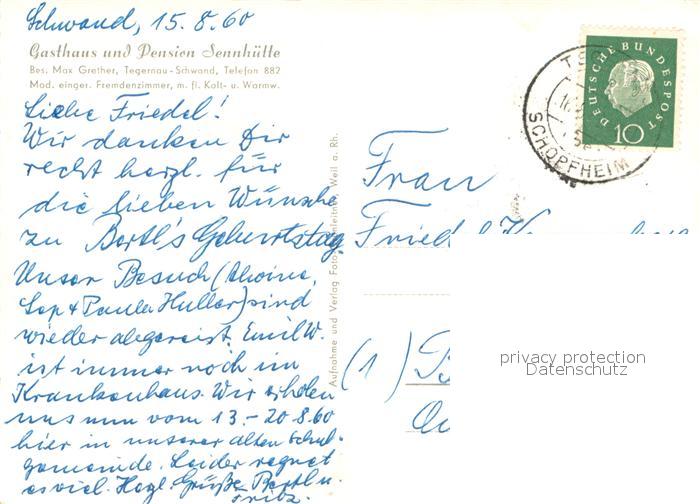 Schwand, 15.8.60
Gasthaus und Pension Sennhütte
Bes. Max Grether, Tegernau-Schwand, Telefon 882
Mod. einger. Fremdenzimmer, m. fl. Kalt- u. Warmw.
Liebe Friedel!
Wir danken Dir
recht herzl. für
die lieben Wünsche
zu Bertl's Geburtstag.
Unser Besuch (Alwine,
Sep + Paula Huller) sind
wieder abgereist. Emil W.
ist immer noch im
Krankenhaus. Wir erholen
uns nun vom 13.-20.8.60
hier in unserer alten Schul-
gemeinde. Leider regnet
es viel. Hezl. Grüße Bertl u.
Fritz.
Aufnahme und Verlag Weil a. Rh.
DEUTSCHE BUNDESPOST
10
SCHOPFHEIM
Frau
Friedel
(1)
privacy protection
Datenschutz